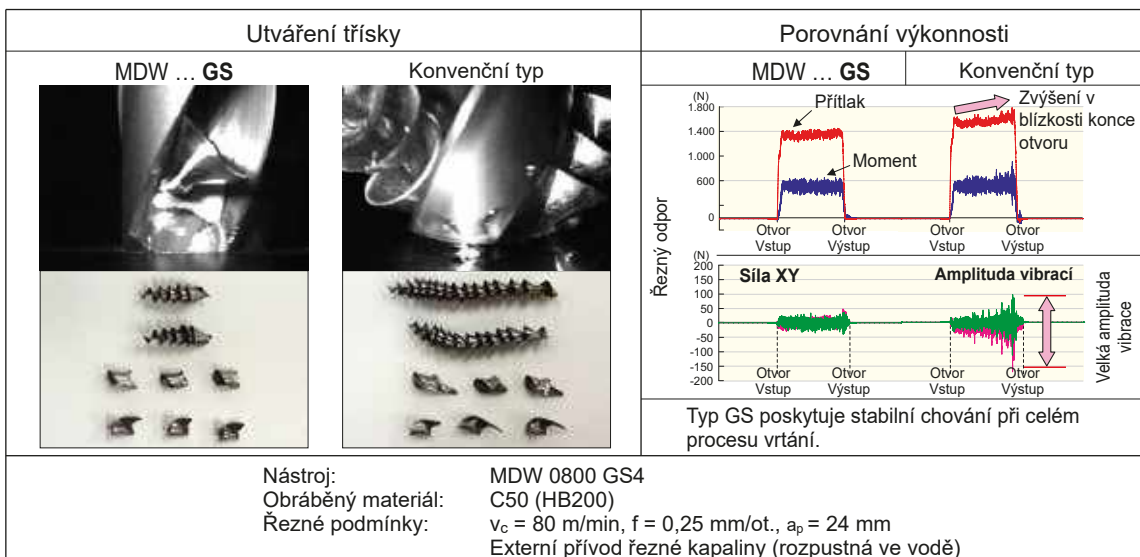 Utváření třísky
MDW ... GS
Konvenční typ
Porovnání výkonnosti
MDW ... GS
Konvenční typ
Řezný odpor
(N)
1.800
1.400
1.000
600
0
Přítlak
Moment
Zvýšení v
blízkosti konce
otvoru
Otvor
Vstup
Otvor
Výstup
Otvor
Vstup
Otvor
Výstup
(N)
200
150
100
50
0
-50
-100
-150
-200
Síla XY
Amplituda vibrací
Velká amplituda
vibrace
Otvor
Vstup
Otvor
Výstup
Otvor
Vstup
Otvor
Výstup
Typ GS poskytuje stabilní chování při celém
procesu vrtání.
Nástroj: MDW 0800 GS4
Obráběný materiál: C50 (HB200)
Řezné podmínky: vc = 80 m/min, f = 0,25 mm/ot., ap = 24 mm
Externí přívod řezné kapaliny (rozpustná ve vodě)